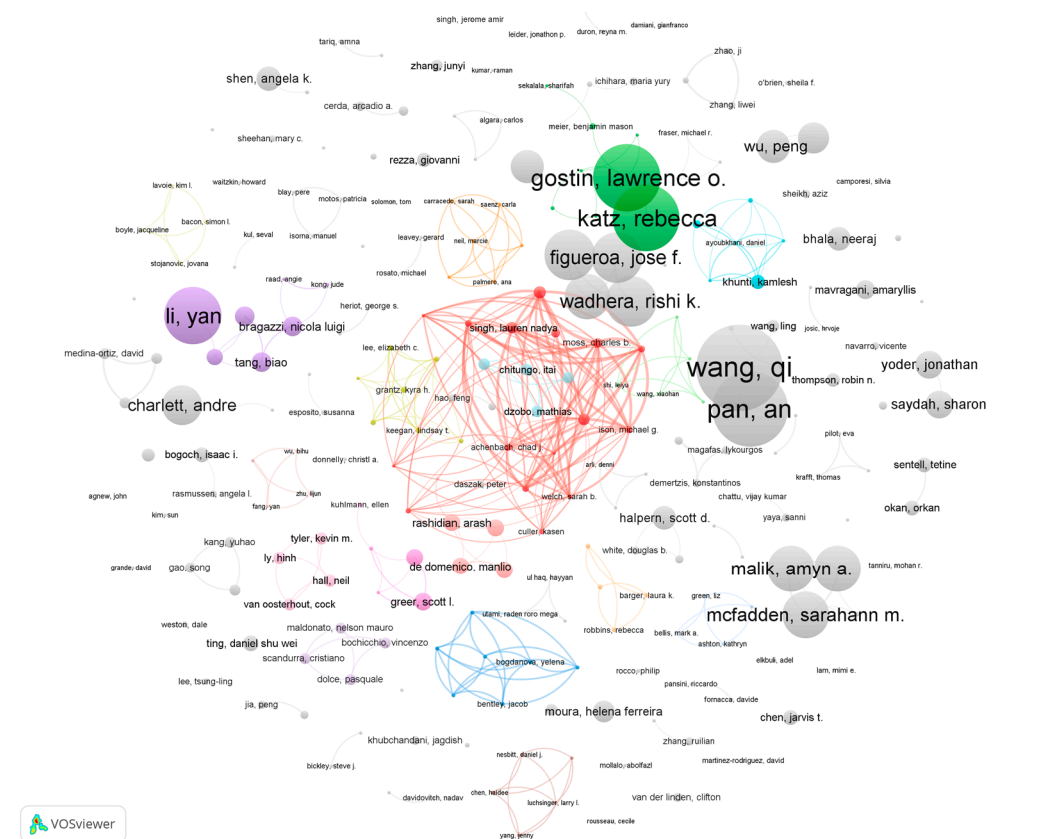 singh, jerome amir
damiani, gianfranco
leider, jonathon p.
duron, reyna m.
tariq, amna
zhao, ji
zhang, junyi
kumar, raman
shen, angela k.
sekalala, sharifah
ichihara, maria yury
o'brien, sheila f.
cerda, arcadio a.
zhang, liwei
algara, carlos
meier, benjamin mason
fraser, michael r.
sheehan, mary c.
rezza, giovanni
wu, peng
gostin, lawrence o.
lavoie, kim l.
waitzkin, howard
camporesi, silvia
blay, pere
motos, patricia
solomon, tom
carracedo, sarah
saenz, carla
sheikh, aziz
bacon, simon l.
katz, rebecca
boyle, jacqueline
kul, seval
isorna, manuel
leavey, gerard
neil, marcie
ayoubkhani, daniel
bhala, neeraj
stojanovic, jovana
figueroa, jose f.
rosato, michael
raad, angie
kong, jude
palmero, ana
khunti, kamlesh
mavragani, amaryllis
heriot, george s.
wadhera, rishi k.
li, yan
bragazzi, nicola luigi
singh, lauren nadya
wang, ling
josic, hrvoje
moss, charles b.
navarro, vicente
lee, elizabeth c.
medina-ortiz, david
tang, biao
chitungo, itai
wang, qi
yoder, jonathan
thompson, robin n.
shi, leiyu
grantz, kyra h.
wang, xiaohan
hao, feng
charlett, andre
esposito, susanna
dzobo, mathias
pan, an
saydah, sharon
keegan, lindsay t.
ison, michael g.
pilot, eva
achenbach, chad j.
magafas, lykourgos
bogoch, isaac i.
wu, bihu
donnelly, christl a.
arli, denni
sentell, tetine
krafft, thomas
daszak, peter
demertzis, konstantinos
agnew, john
rasmussen, angela l.
zhu, lijun
welch, sarah b.
chattu, vijay kumar
fang, yan
kuhlmann, ellen
okan, orkan
kim, sun
rashidian, arash
halpern, scott d.
yaya, sanni
culler, kasen
kang, yuhao
tyler, kevin m.
white, douglas b.
ly, hinh
grande, david
gao, song
de domenico, manlio
malik, amyn a.
tanniru, mohan r.
hall, neil
ul haq, hayyan
barger, laura k.
green, liz
van oosterhout, cock
greer, scott l.
utami, raden roro mega
mcfadden, sarahann m.
weston, dale
maldonado, nelson mauro
robbins, rebecca
bellis, mark a.
ting, daniel shu wei
bochicchio, vincenzo
ashton, kathryn
scandurra, cristiano
bogdanova, yelena
elkbuli, adel
rocco, philip
lam, mimi e.
lee, tsung-ling
dolce, pasquale
pansini, riccardo
fornacca, davide
jia, peng
bentley, jacob
moura, helena ferreira
chen, jarvis t.
khubchandani, jagdish
zhang, ruilian
nesbitt, daniel j.
bickley, steve j.
mollalo, abolfazl
martinez-rodriguez, david
davidovitch, nadav
chen, haidee
luchsinger, larry l.
van der linden, clifton
rousseau, cecile
yang, jenny
VOSviewer